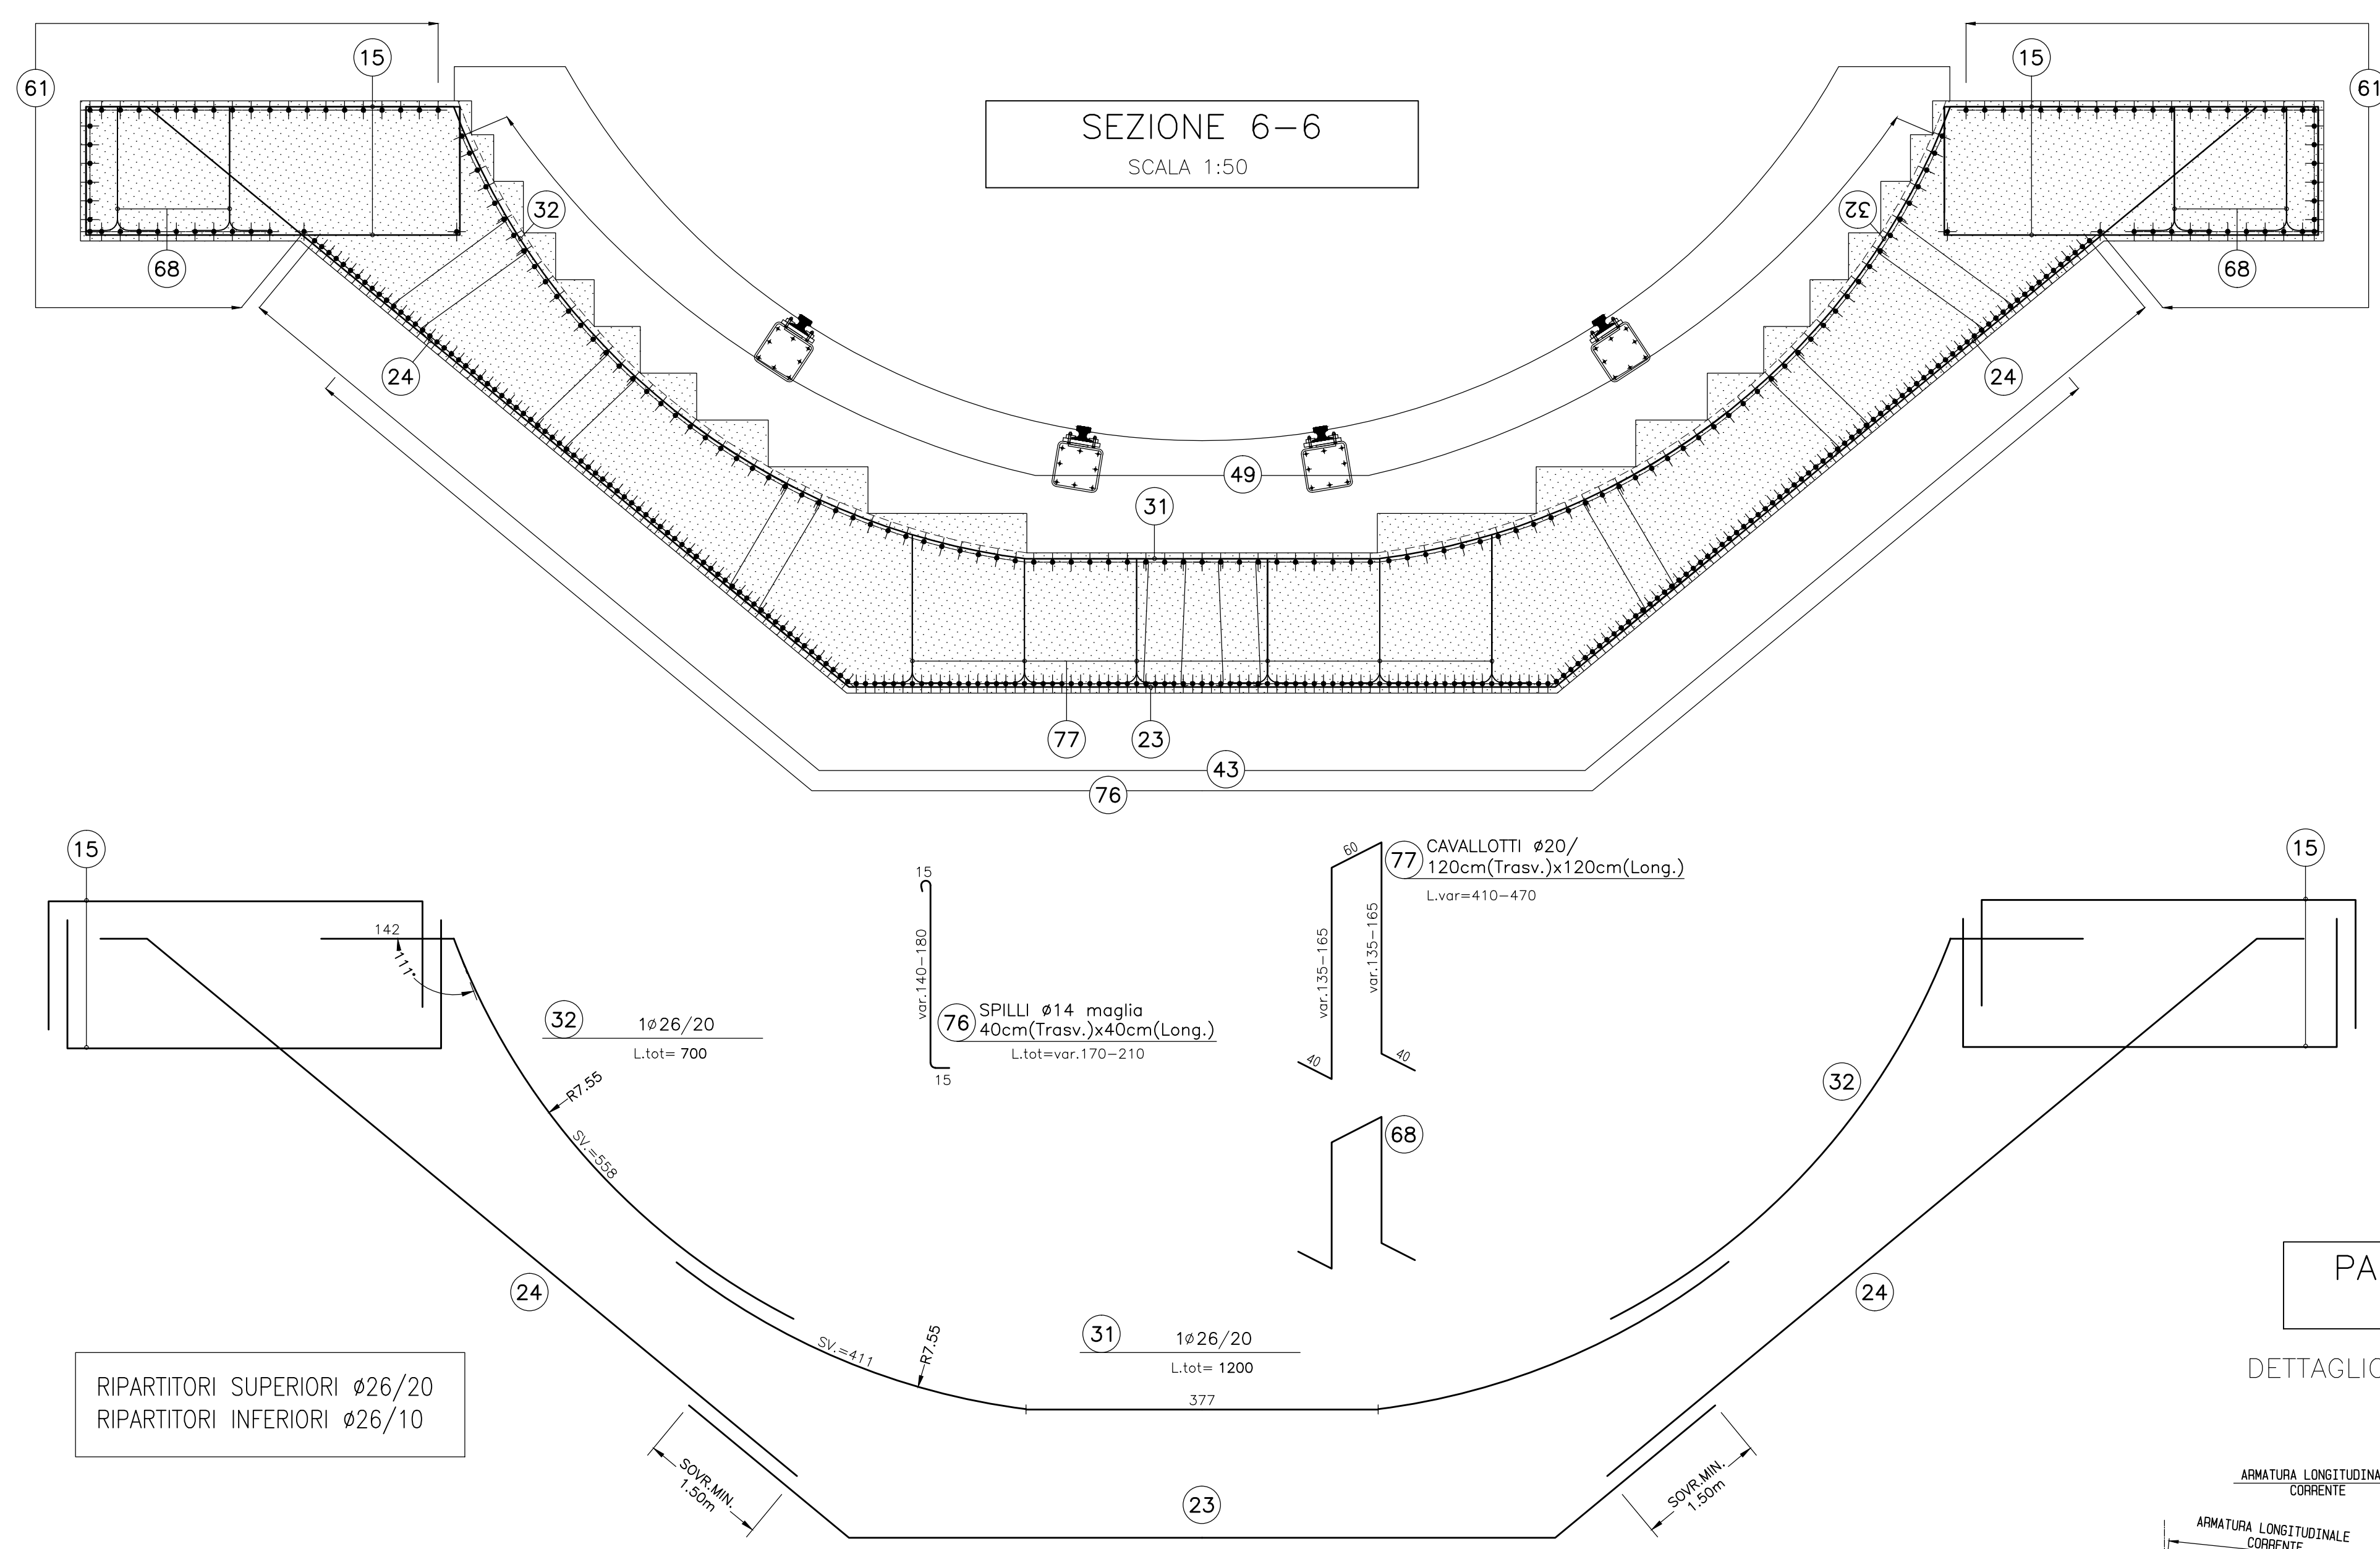 61
15
SEZIONE 6-6
SCALA 1:50
15
61
32
32
68
68
24
24
49
31
77
23
43
76
15
142
111°
32
1ø26/20
L.tot= 700
R7.55
SV.=558
15
var.140-180
15
76
SPILLI ø14 maglia
40cm(Trasv.)x40cm(Long.)
L.tot=var.170-210
60
var.135-165
var.135-165
40
40
77
CAVALLOTTI ø20/
120cm(Trasv.)x120cm(Long.)
L.var=410-470
68
15
32
24
24
SV.=411
R7.55
31
1ø26/20
L.tot= 1200
377
RIPARTITORI SUPERIORI ø26/20
RIPARTITORI INFERIORI ø26/10
SOVR.MIN.
1.50m
23
SOVR.MIN.
1.50m
PA
DETTAGLIO
ARMATURA LONGITUDINA
CORRENTE
ARMATURA LONGITUDINALE
CORRENTE